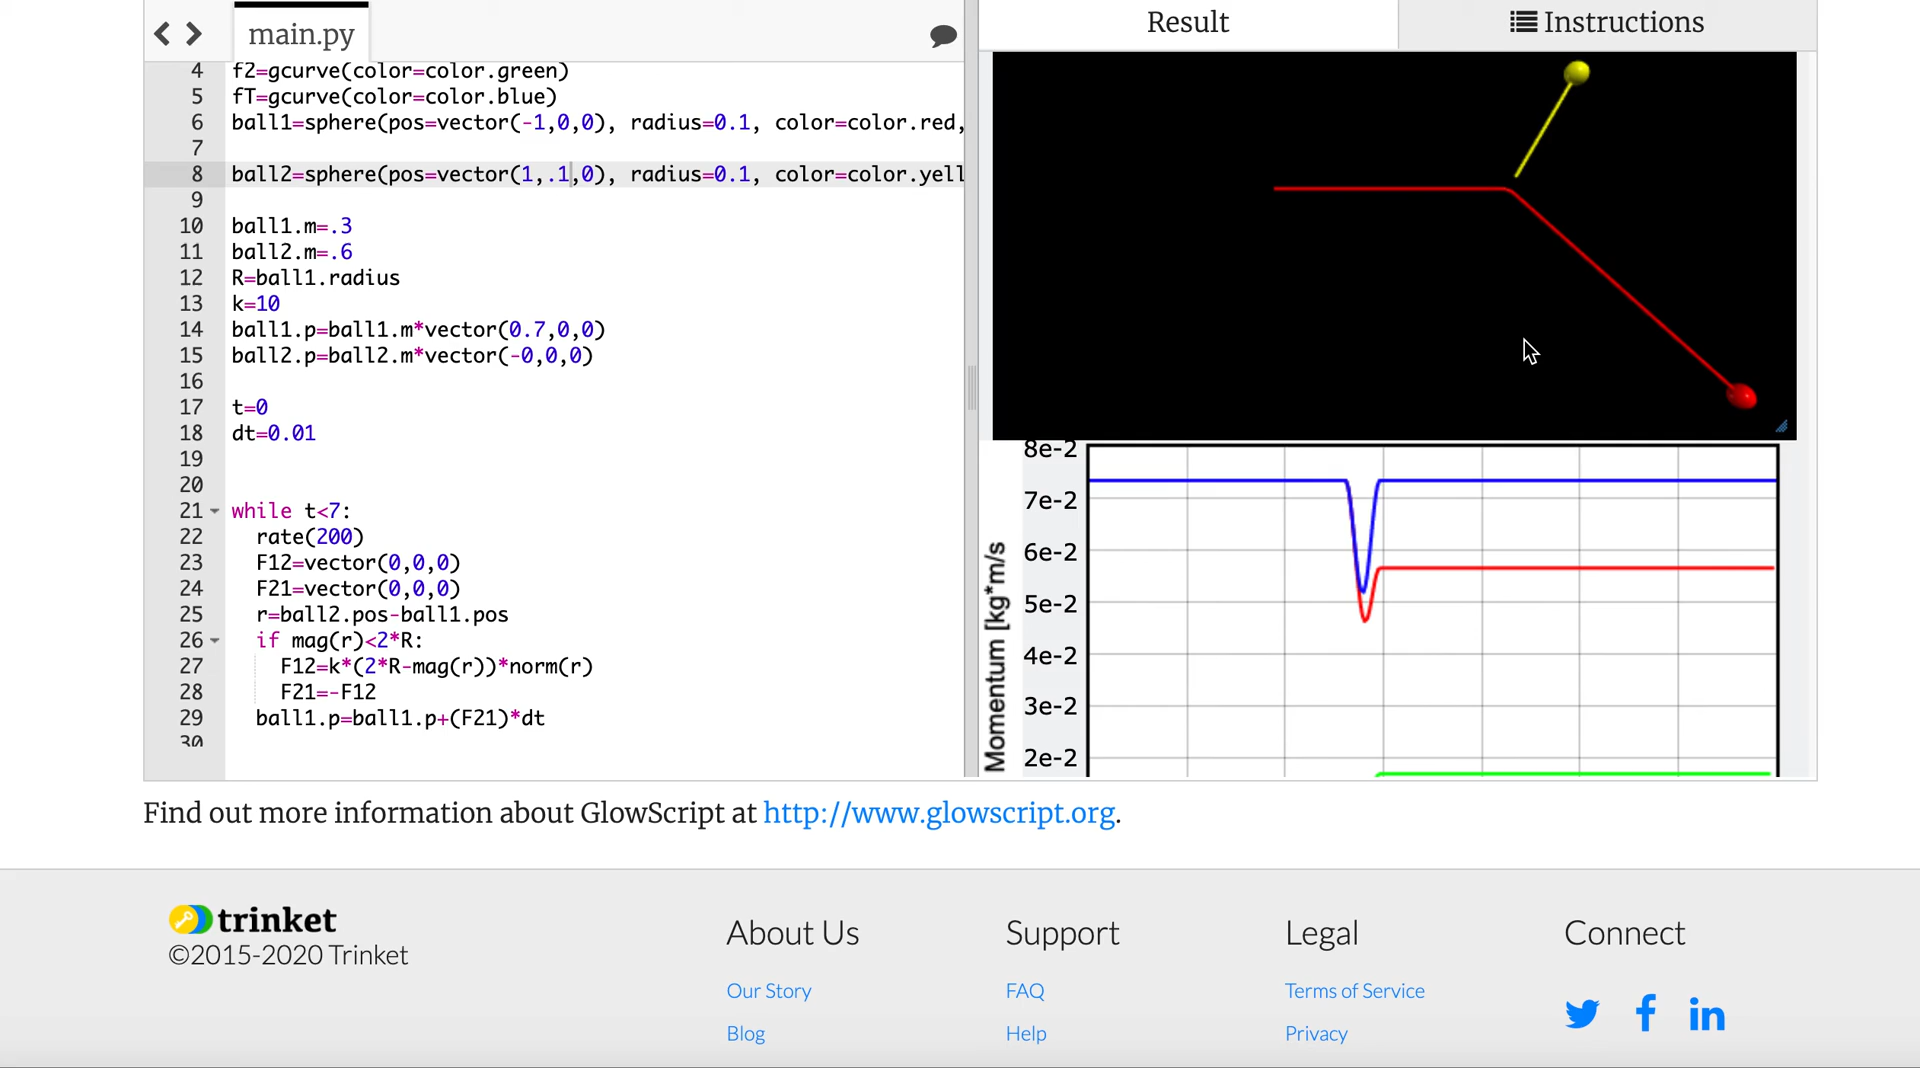 main.py
4 f2=gcurve(color=color.green)
5 fT=gcurve(color=color.blue)
6 ball1=sphere(pos=vector(-1,0,0), radius=0.1, color=color.red,
7
8 ball2=sphere(pos=vector(1,.1,0), radius=0.1, color=color.yell
9
10 ball1.m=.3
11 ball2.m=.6
12 R=ball1.radius
13 k=10
14 ball1.p=ball1.m*vector(0.7,0,0)
15 ball2.p=ball2.m*vector(-0,0,0)
16
17 t=0
18 dt=0.01
19
20
21 while t<7:
22 rate(200)
23 F12=vector(0,0,0)
24 F21=vector(0,0,0)
25 r=ball2.pos-ball1.pos
26 if mag(r)<2*R:
27 F12=k*(2*R-mag(r))*norm(r)
28 F21=-F12
29 ball1.p=ball1.p+(F21)*dt
30
Result
Instructions
8e-2
7e-2
6e-2
5e-2
4e-2
3e-2
2e-2
Momentum [kg*m/s
Find out more information about GlowScript at http://www.glowscript.org.
trinket
©2015-2020 Trinket
About Us
Our Story
Blog
Support
FAQ
Help
Legal
Terms of Service
Privacy
Connect